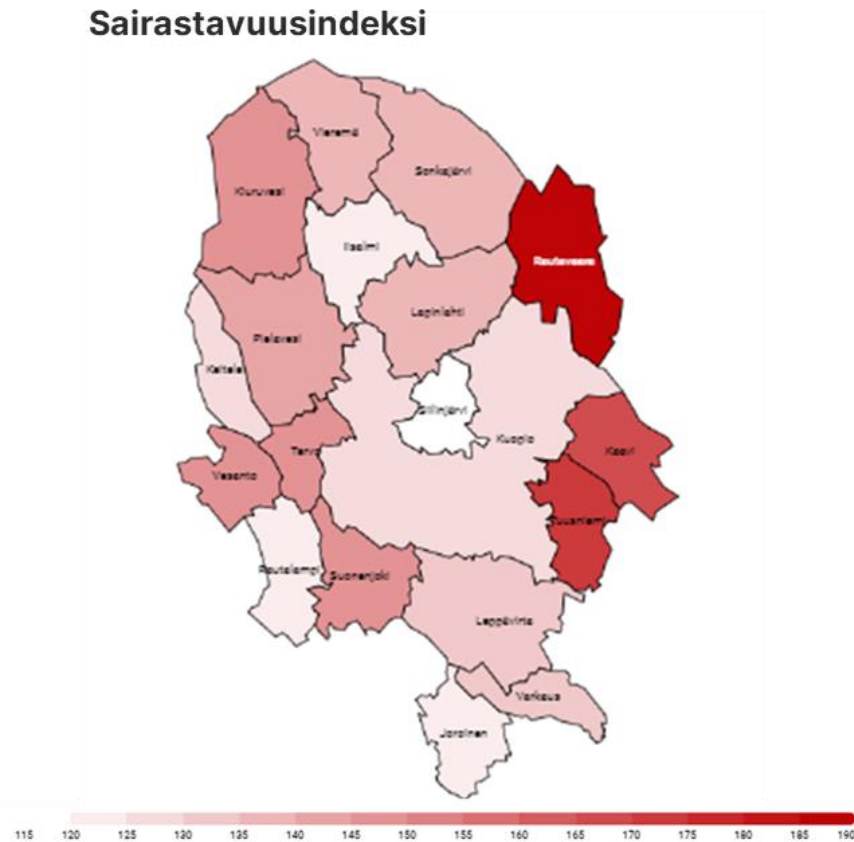 Sairastavuusindeksi
Vieremä
Sonkajärvi
Kiuruvesi
Iisalmi
Rautavaara
Lapinlahti
Pielavesi
Keitele
Siilinjärvi
Kuopio
Kaavi
Tervo
Vesanto
Tuusniemi
Rautalampi
Suonenjoki
Leppävirta
Varkaus
Joroinen
115 120 125 130 135 140 145 150 155 160 165 170 175 180 185 190